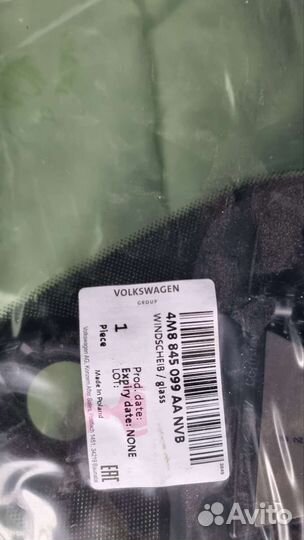 VOLKSWAGEN
GROUP
4M8 845 099 AA NVB
WINDSCHEIB / glass
Prod. date:
Expiry date: NONE
LOT:
1
Piece
Made in Poland
EAC
Avito